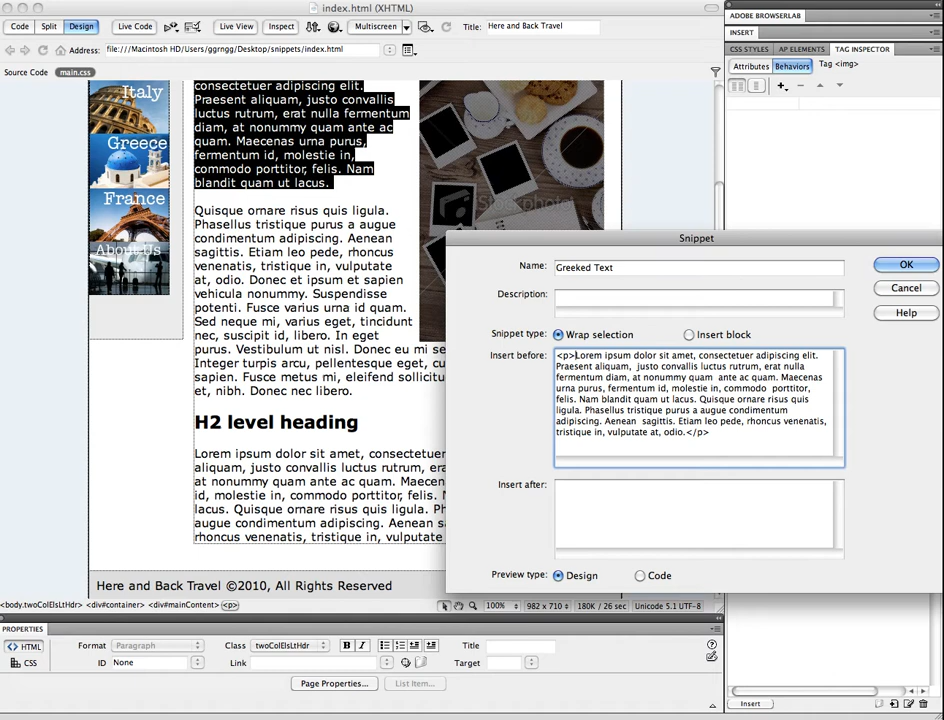 index.html (XHTML)
Code
Split
Design
Live Code
Live View
Inspect
Multiscreen
Title:
Here and Back Travel
Address:
file:///Macintosh HD/Users/ggrngg/Desktop/snippets/index.html
Source Code
main.css
Italy
Greece
France
About Us
consectetuer adipiscing elit.
Praesent aliquam, justo convallis
luctus rutrum, erat nulla fermentum
diam, at nonummy quam ante ac
quam. Maecenas urna purus,
fermentum id, molestie in,
commodo porttitor, felis. Nam
blandit quam ut lacus.
iStockphoto
Quisque ornare risus quis ligula.
Phasellus tristique purus a augue
condimentum adipiscing. Aenean
sagittis. Etiam leo pede, rhoncus
venenatis, tristique in, vulputate
at, odio. Donec et ipsum et sapien
vehicula nonummy. Suspendisse
potenti. Fusce varius urna id quam.
Sed neque mi, varius eget, tincidunt
nec, suscipit id, libero. In eget
purus. Vestibulum ut nisl. Donec eu mi se
Integer turpis arcu, pellentesque eget, c
sapien. Fusce metus mi, eleifend sollicitu
et, nibh. Donec nec libero.
H2 level heading
Lorem ipsum dolor sit amet, consectetuer
aliquam, justo convallis luctus rutrum, era
at nonummy quam ante ac quam. Maecen
id, molestie in, commodo porttitor, felis. N
lacus. Quisque ornare risus quis ligula. Ph
augue condimentum adipiscing. Aenean s
rhoncus venenatis, tristique in, vulputate
Here and Back Travel ©2010, All Rights Reserved
<body.twoColElsLtHdr> <div#container> <div#mainContent> <p>
100%
982 x 710
180K / 26 sec
Unicode 5.1 UTF-8
PROPERTIES
<> HTML
CSS
Format
Paragraph
ID
None
Class
twoColElsLtHdr
Link
B
I
Title
Target
Page Properties...
List Item...
ADOBE BROWSERLAB
INSERT
CSS STYLES
AP ELEMENTS
TAG INSPECTOR
Attributes
Behaviors
Tag <img>
Snippet
Name:
Greeked Text
Description:
Snippet type:
Wrap selection
Insert block
Insert before:
<p>Lorem ipsum dolor sit amet, consectetuer adipiscing elit.
Praesent aliquam, justo convallis luctus rutrum, erat nulla
fermentum diam, at nonummy quam ante ac quam. Maecenas
urna purus, fermentum id, molestie in, commodo porttitor,
felis. Nam blandit quam ut lacus. Quisque ornare risus quis
ligula. Phasellus tristique purus a augue condimentum
adipiscing. Aenean sagittis. Etiam leo pede, rhoncus venenatis,
tristique in, vulputate at, odio.</p>
Insert after:
Preview type:
Design
Code
OK
Cancel
Help
Insert